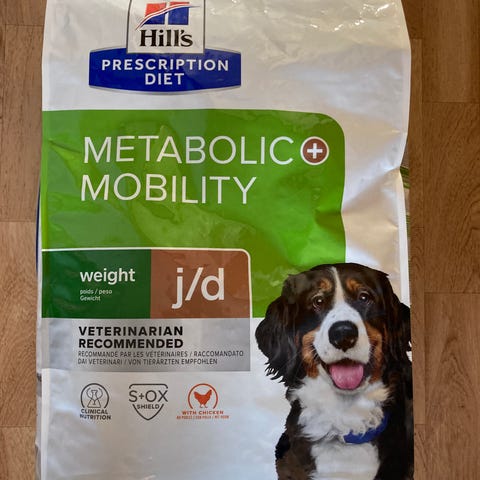 Hill's
PRESCRIPTION
DIET
METABOLIC +
MOBILITY
weight
poids / peso
Gewicht
j/d
VETERINARIAN
RECOMMENDED
RECOMMANDÉ PAR LES VÉTÉRINAIRES / RACCOMANDATO
DAI VETERINARI / VON TIERÄRZTEN EMPFOHLEN
CLINICAL
NUTRITION
S+OX
SHIELD
WITH CHICKEN